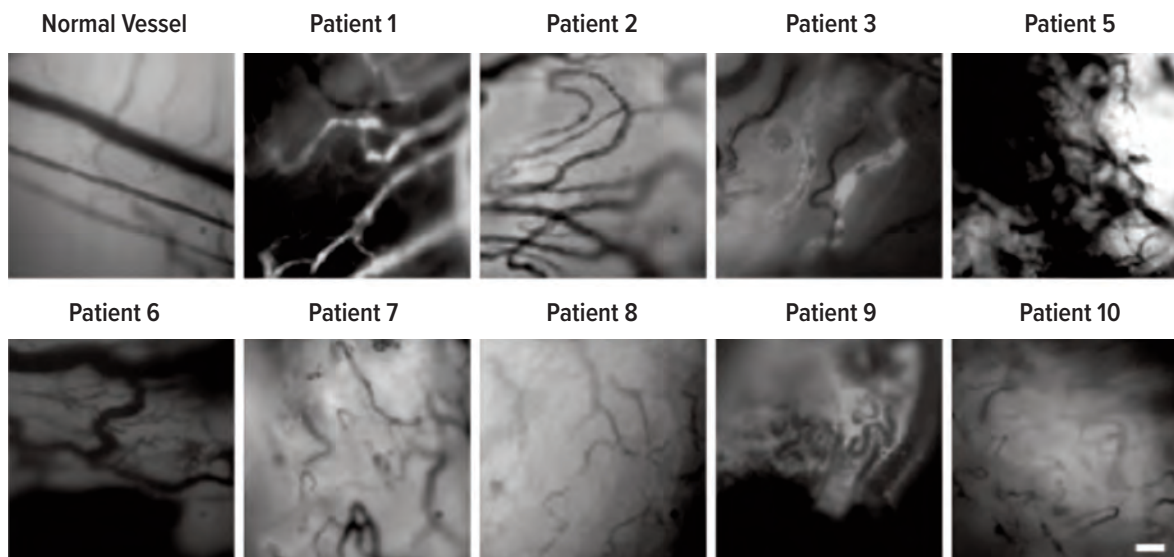 Normal Vessel
Patient 1
Patient 2
Patient 3
Patient 5
Patient 6
Patient 7
Patient 8
Patient 9
Patient 10